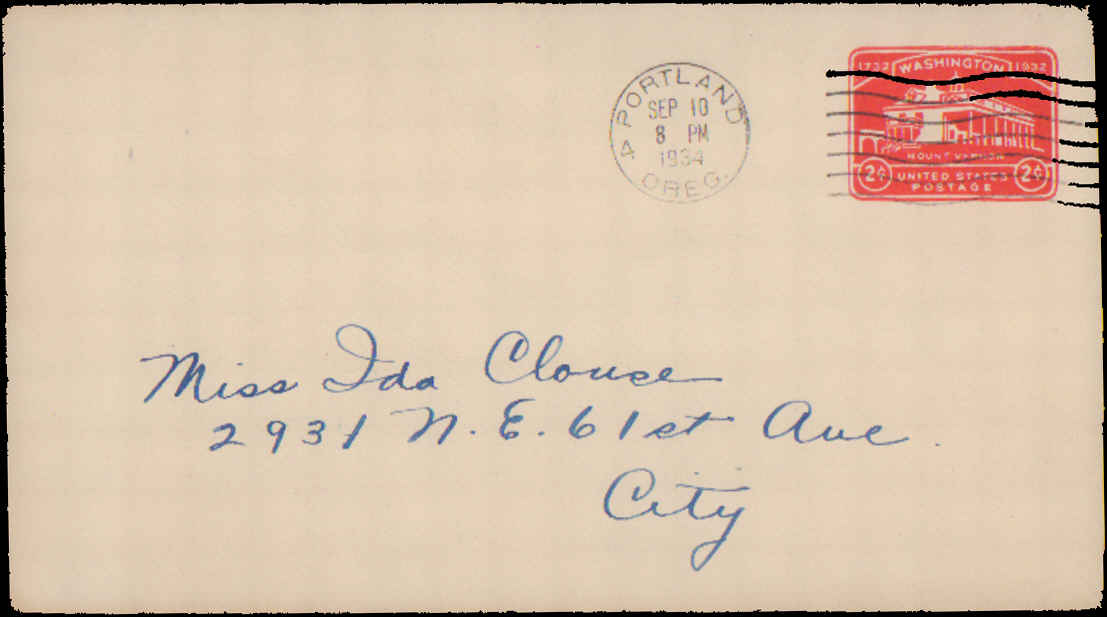 PORTLAND
SEP 10
8 PM
1934
4 OREG.
1732 WASHINGTON 1932
MOUNT VERNON
2¢ UNITED STATES 2¢
POSTAGE
Miss Ida Clouse
2931 N.E. 61st Ave.
City